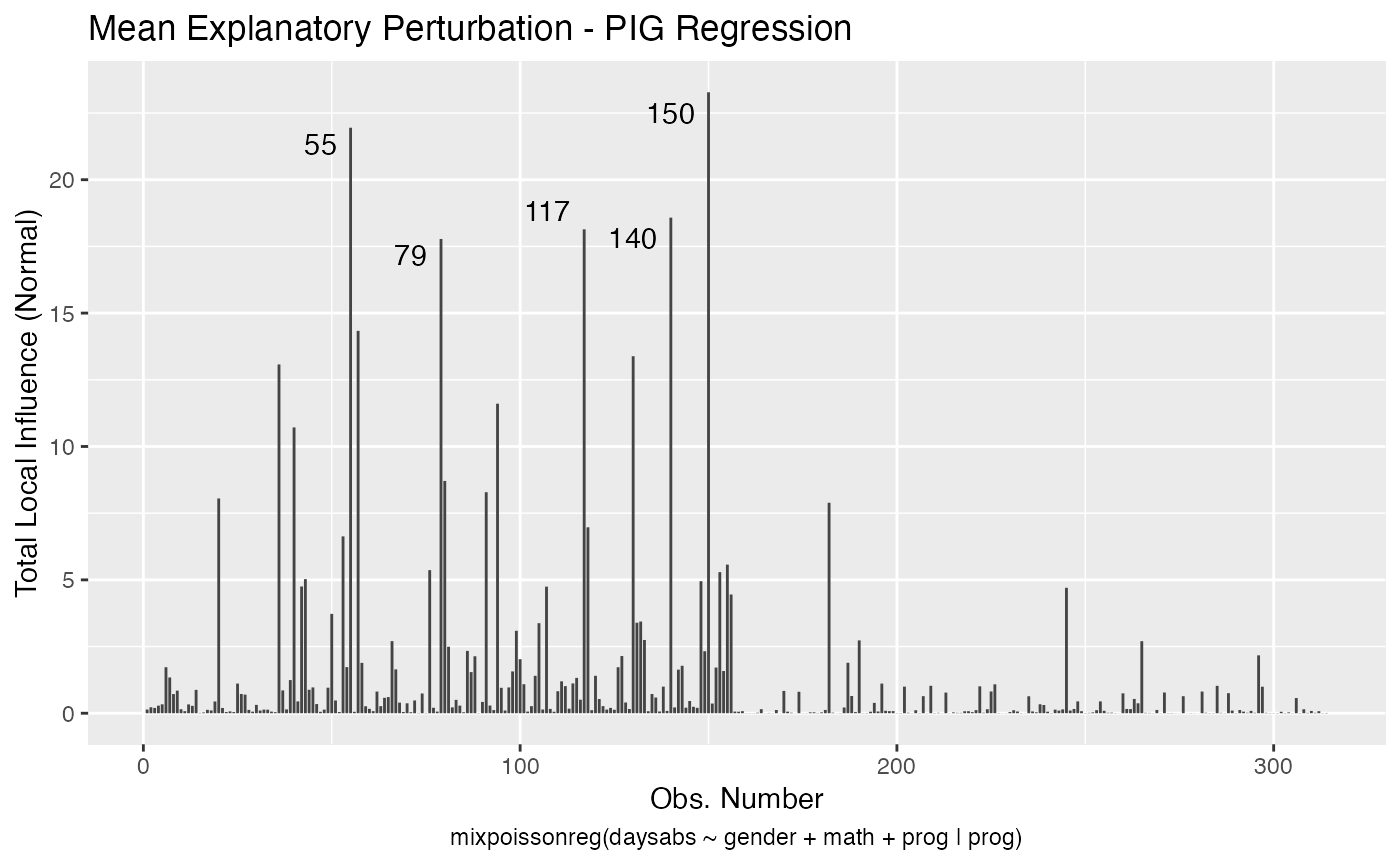 Mean Explanatory Perturbation - PIG Regression
Total Local Influence (Normal)
20
15
10
5
0
150
55
117
140
79
0 100 200 300
Obs. Number
mixpoissonreg(daysabs ~ gender + math + prog | prog)